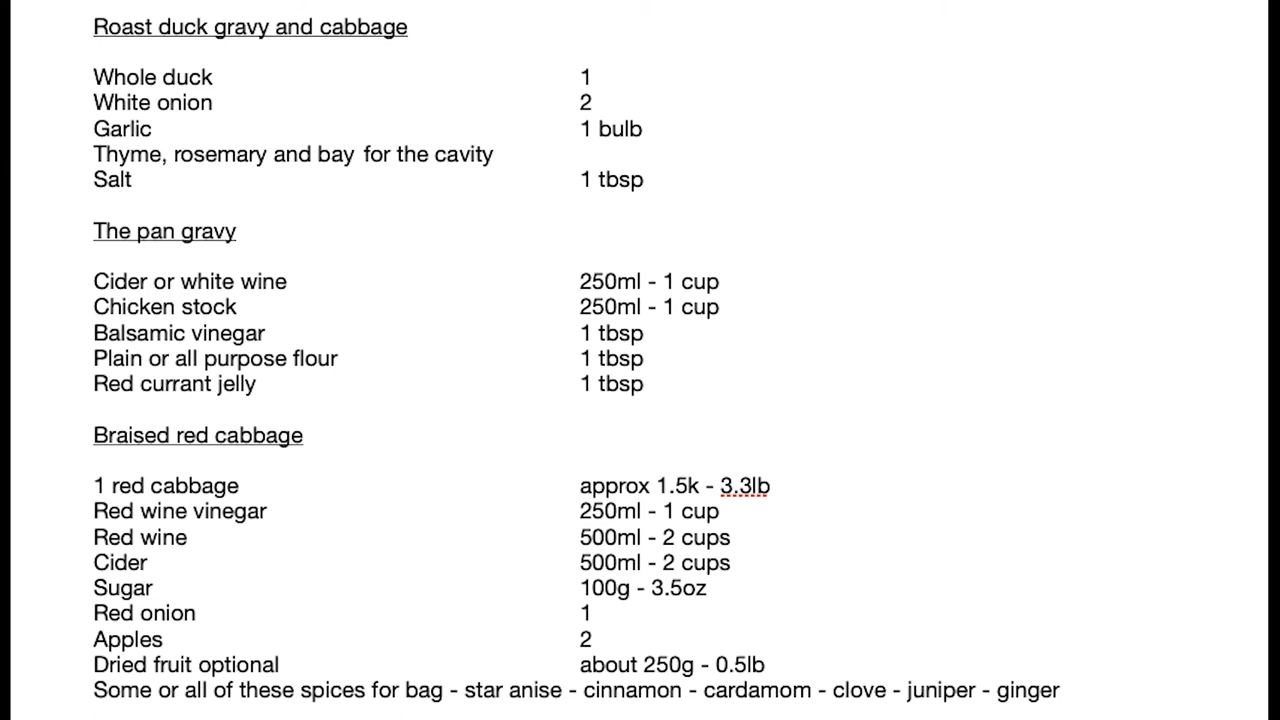 Roast duck gravy and cabbage
Whole duck 1
White onion 2
Garlic 1 bulb
Thyme, rosemary and bay for the cavity
Salt 1 tbsp
The pan gravy
Cider or white wine 250ml - 1 cup
Chicken stock 250ml - 1 cup
Balsamic vinegar 1 tbsp
Plain or all purpose flour 1 tbsp
Red currant jelly 1 tbsp
Braised red cabbage
1 red cabbage approx 1.5k - 3.3lb
Red wine vinegar 250ml - 1 cup
Red wine 500ml - 2 cups
Cider 500ml - 2 cups
Sugar 100g - 3.5oz
Red onion 1
Apples 2
Dried fruit optional about 250g - 0.5lb
Some or all of these spices for bag - star anise - cinnamon - cardamom - clove - juniper - ginger